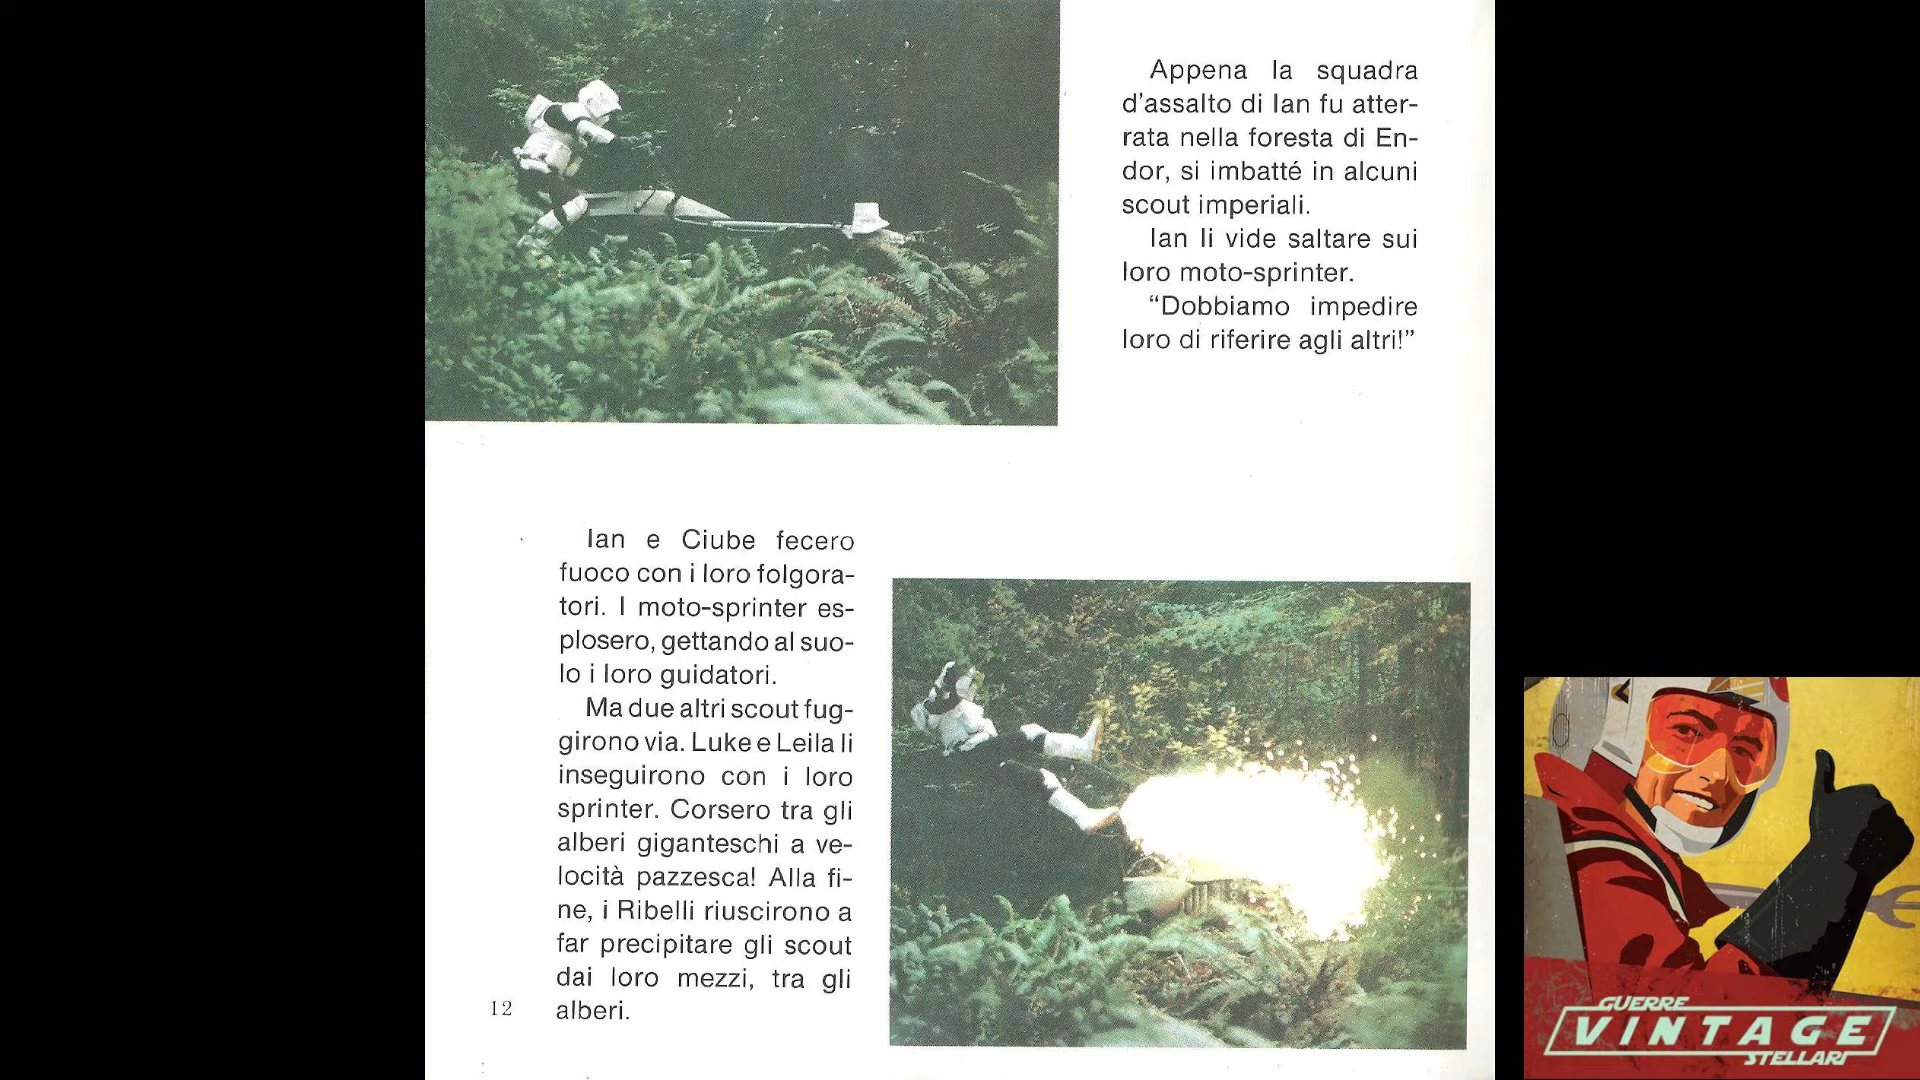 Appena la squadra
d'assalto di Ian fu atter-
rata nella foresta di En-
dor, si imbatté in alcuni
scout imperiali.
Ian li vide saltare sui
loro moto-sprinter.
“Dobbiamo impedire
loro di riferire agli altri!”
Ian e Ciube fecero
fuoco con i loro folgora-
tori. I moto-sprinter es-
plosero, gettando al suo-
lo i loro guidatori.
Ma due altri scout fug-
girono via. Luke e Leila li
inseguirono con i loro
sprinter. Corsero tra gli
alberi giganteschi a ve-
locità pazzesca! Alla fi-
ne, i Ribelli riuscirono a
far precipitare gli scout
dai loro mezzi, tra gli
alberi.
12
GUERRE
VINTAGE
STELLARI